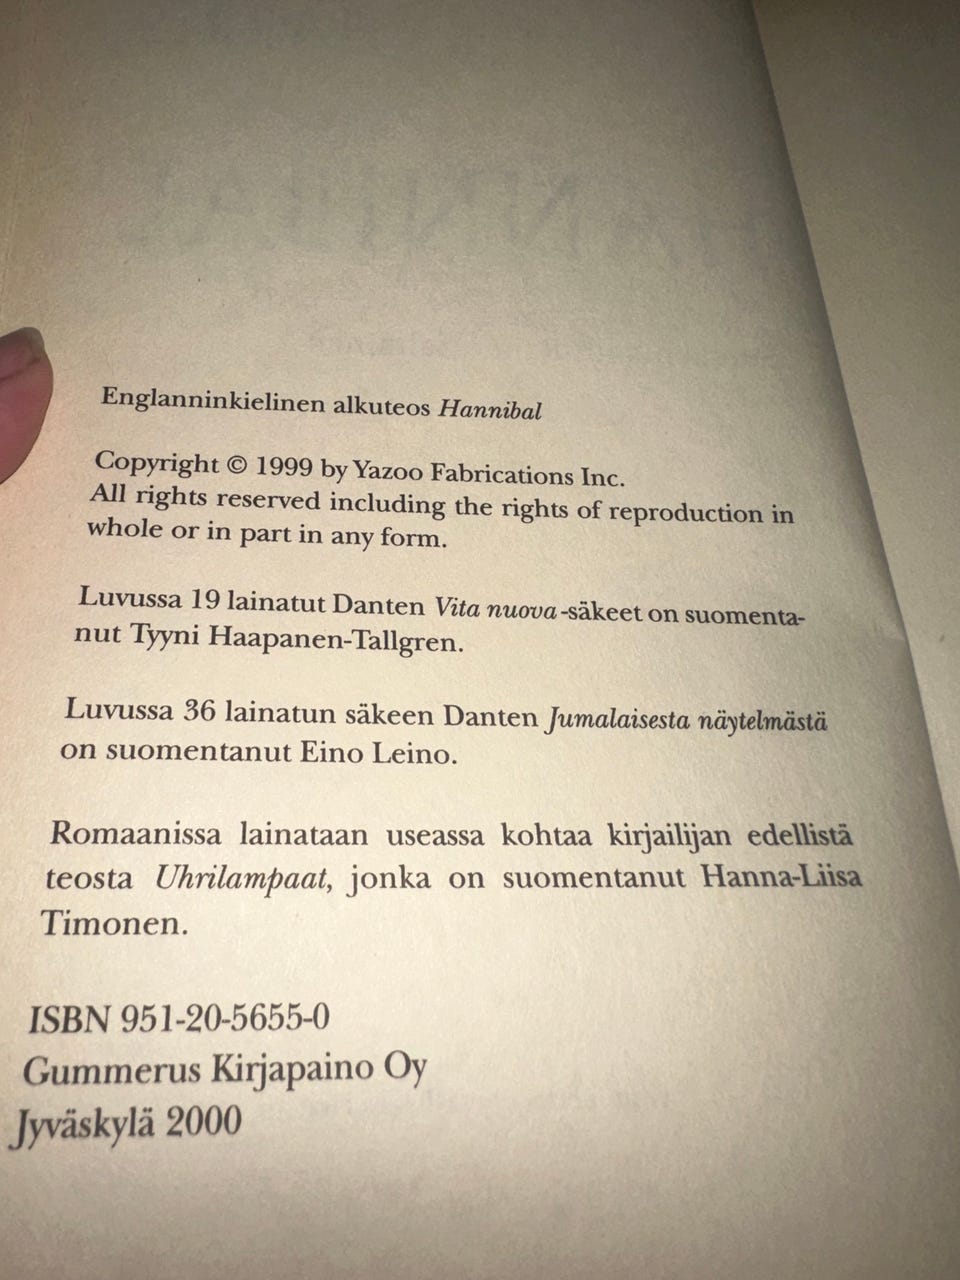 Englanninkielinen alkuteos Hannibal
Copyright © 1999 by Yazoo Fabrications Inc.
All rights reserved including the rights of reproduction in
whole or in part in any form.
Luvussa 19 lainatut Danten Vita nuova-säkeet on suomenta-
nut Tyyni Haapanen-Tallgren.
Luvussa 36 lainatun säkeen Danten Jumalaisesta näytelmästä
on suomentanut Eino Leino.
Romaanissa lainataan useassa kohtaa kirjailijan edellistä
teosta Uhrilampaat, jonka on suomentanut Hanna-Liisa
Timonen.
ISBN 951-20-5655-0
Gummerus Kirjapaino Oy
Jyväskylä 2000